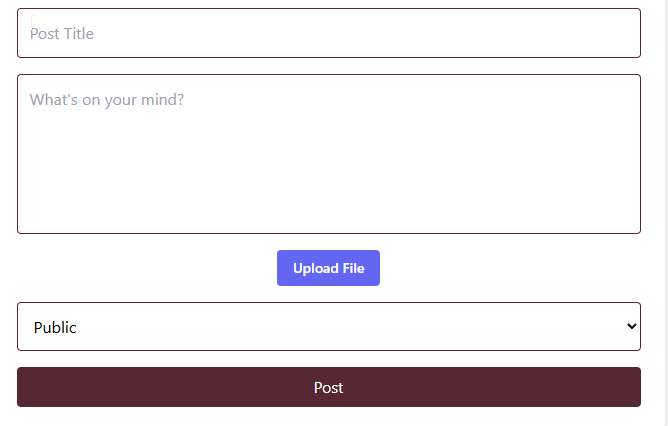 Post Title
What's on your mind?
Upload File
Public
Post